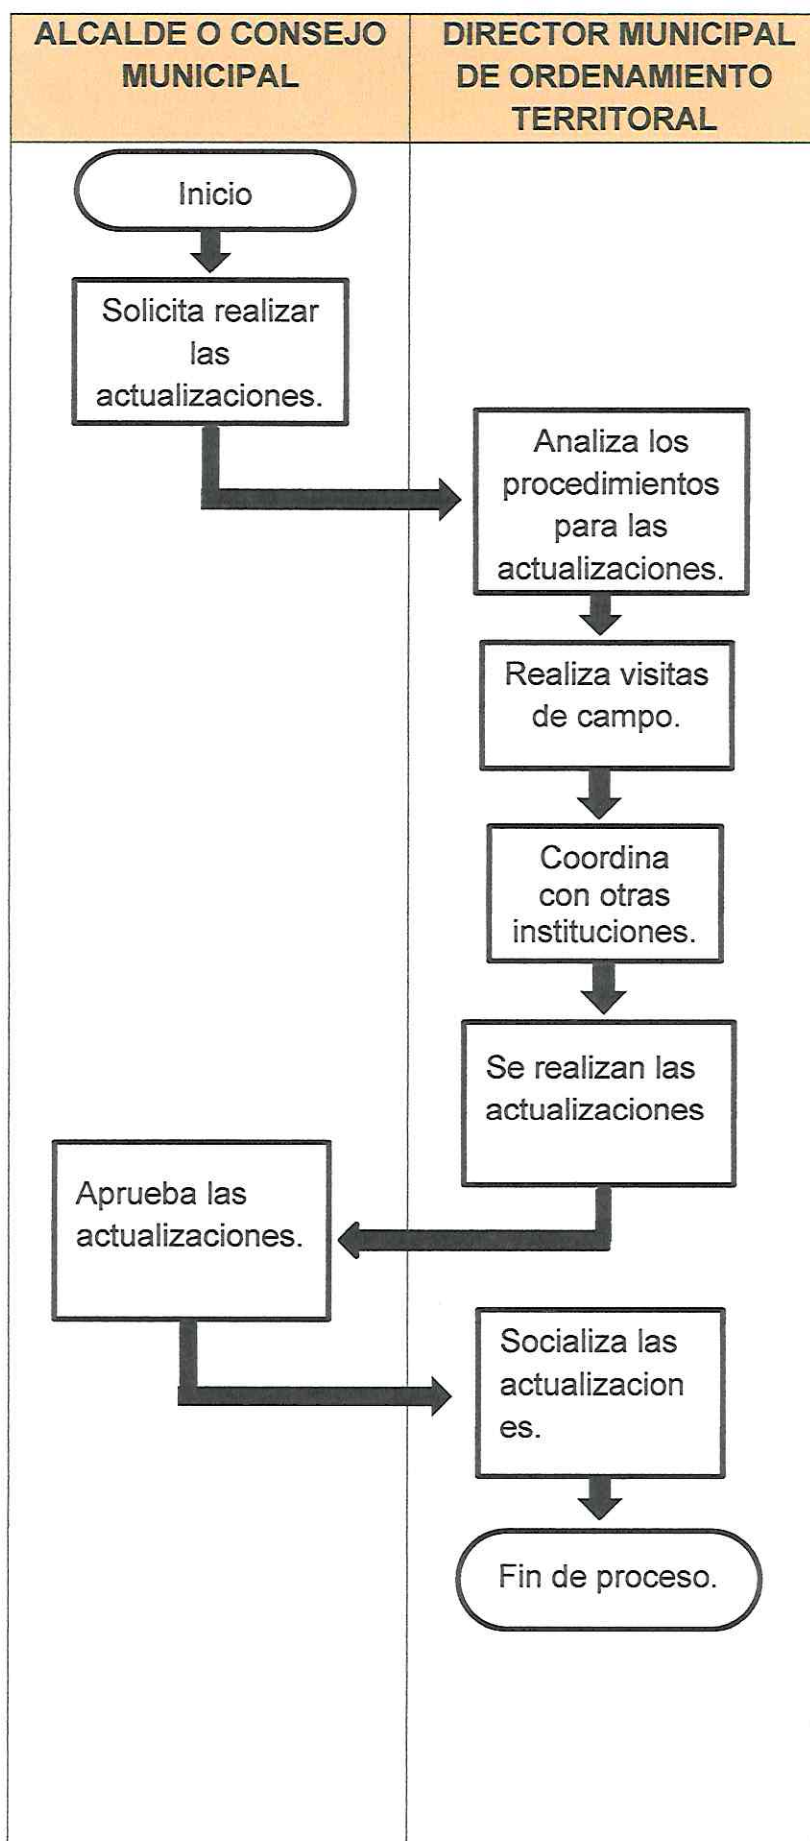 ALCALDE O CONSEJO
MUNICIPAL
DIRECTOR MUNICIPAL
DE ORDENAMIENTO
TERRITORAL
Inicio
Solicita realizar
las
actualizaciones.
Analiza los
procedimientos
para las
actualizaciones.
Realiza visitas
de campo.
Coordina
con otras
instituciones.
Se realizan las
actualizaciones
Aprueba las
actualizaciones.
Socializa las
actualizacion
es.
Fin de proceso.